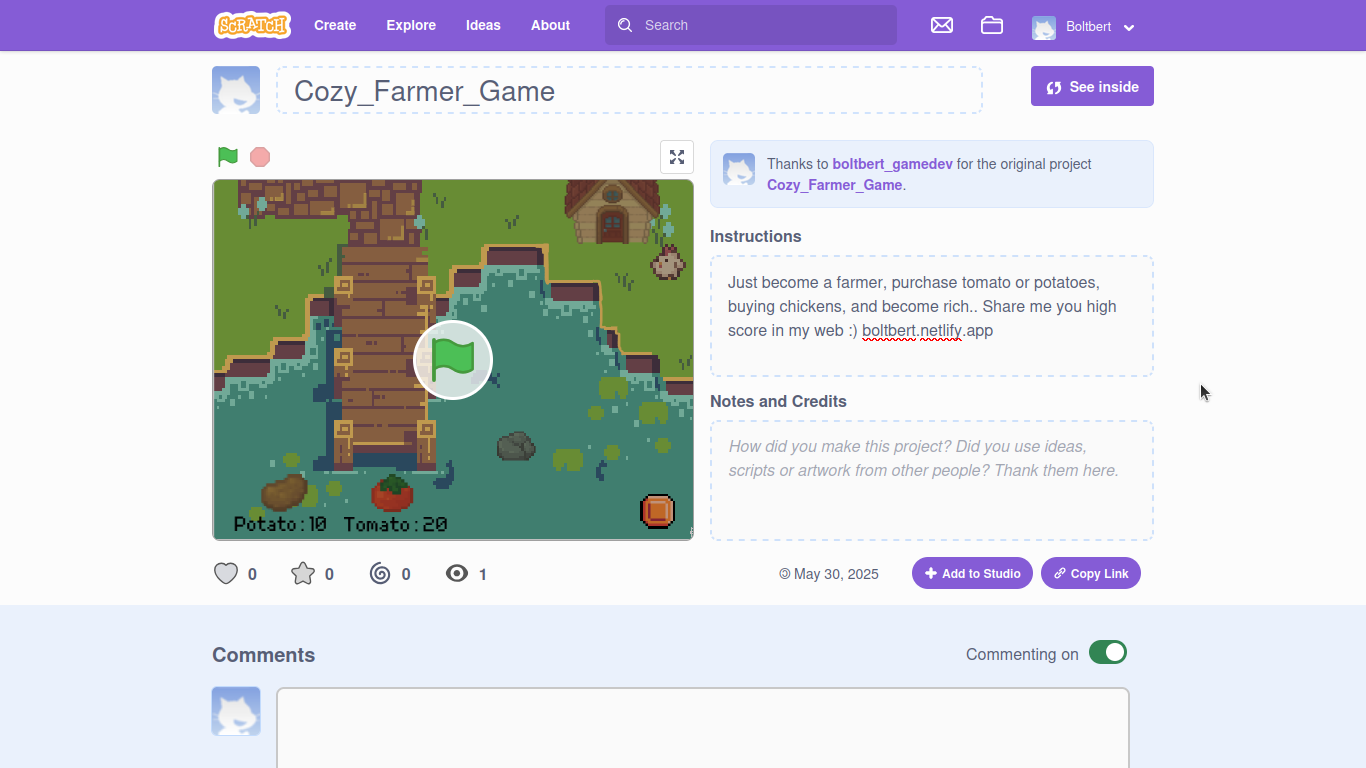 SCRATCH
Create
Explore
Ideas
About
Search
Boltbert
Cozy_Farmer_Game
See inside
Thanks to boltbert_gamedev for the original project
Cozy_Farmer_Game.
Instructions
Just become a farmer, purchase tomato or potatoes,
buying chickens, and become rich.. Share me you high
score in my web :) boltbert.netlify.app
Notes and Credits
How did you make this project? Did you use ideas,
scripts or artwork from other people? Thank them here.
Potato:10 Tomato:20
0
0
0
1
© May 30, 2025
Add to Studio
Copy Link
Comments
Commenting on